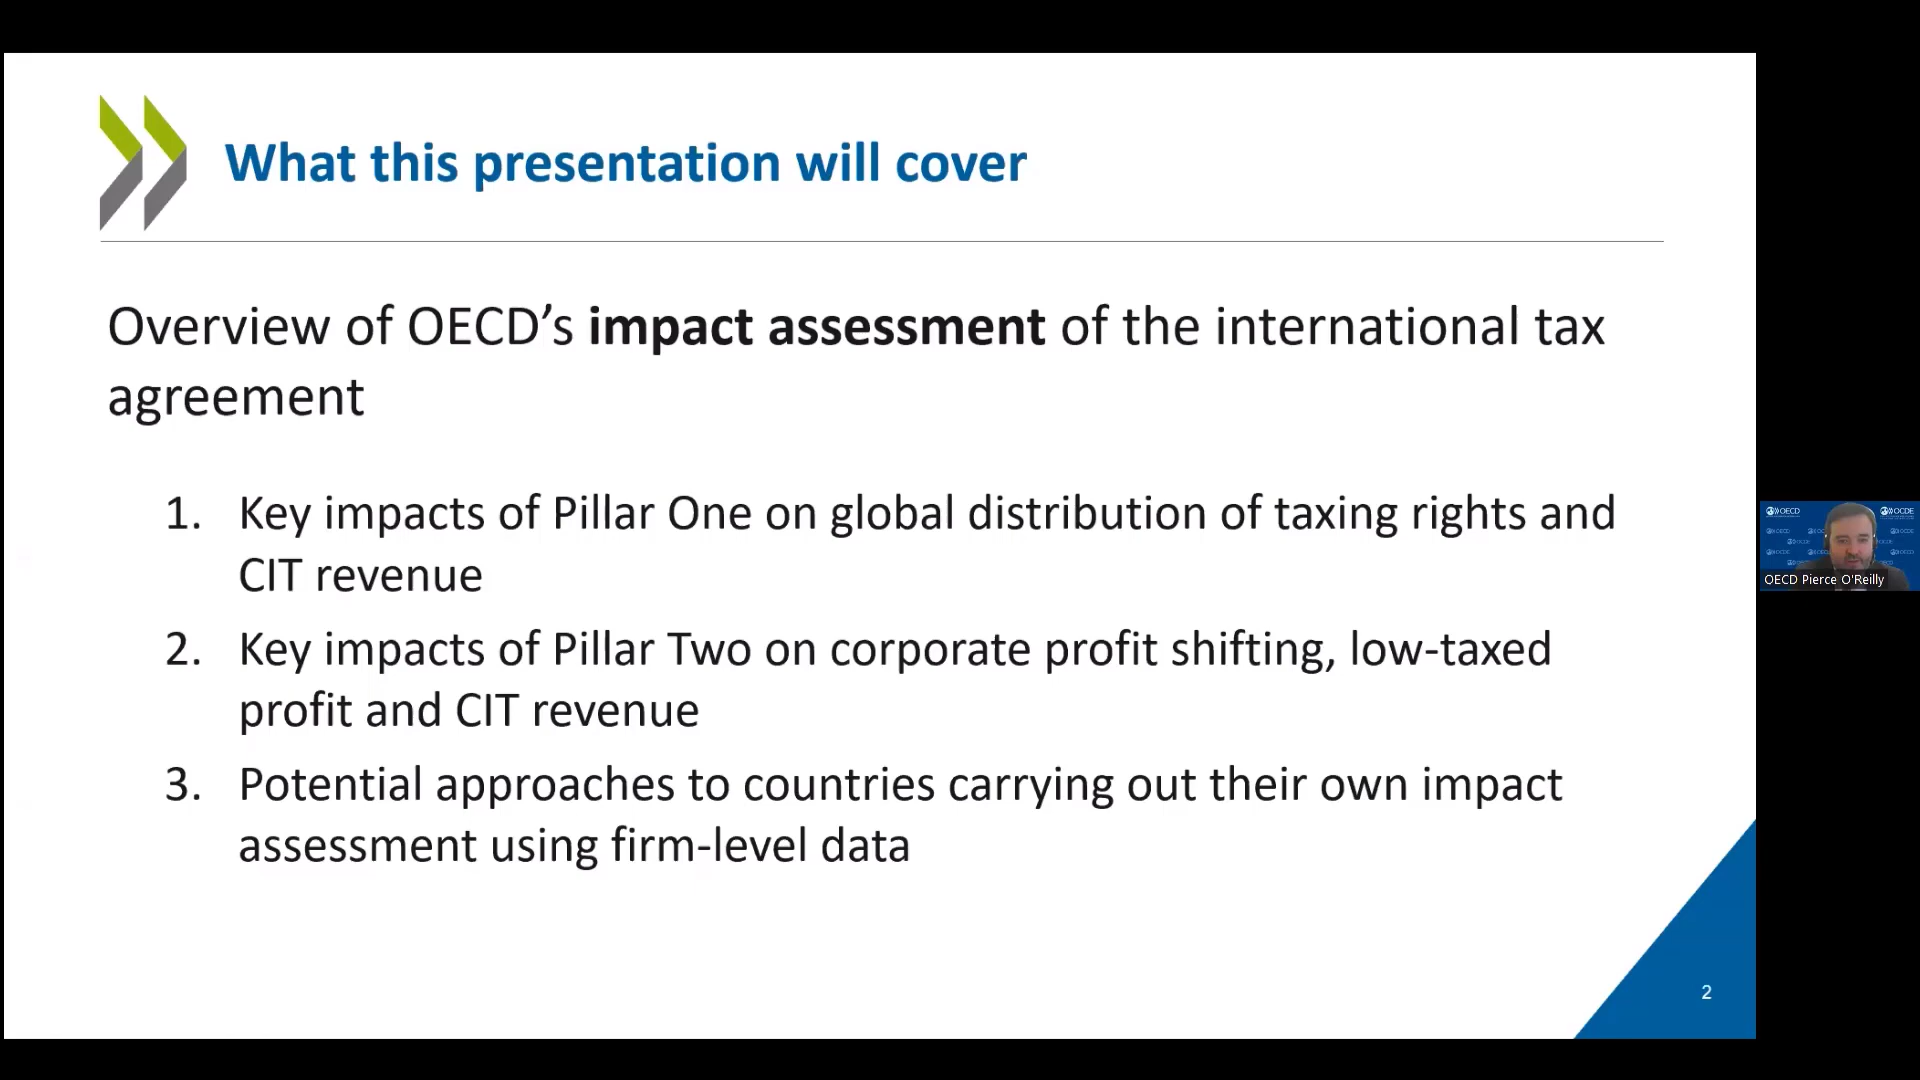 What this presentation will cover
Overview of OECD’s impact assessment of the international tax
agreement
1. Key impacts of Pillar One on global distribution of taxing rights and
CIT revenue
2. Key impacts of Pillar Two on corporate profit shifting, low-taxed
profit and CIT revenue
3. Potential approaches to countries carrying out their own impact
assessment using firm-level data
2
OECD
OCDE
OECD Pierce O'Reilly